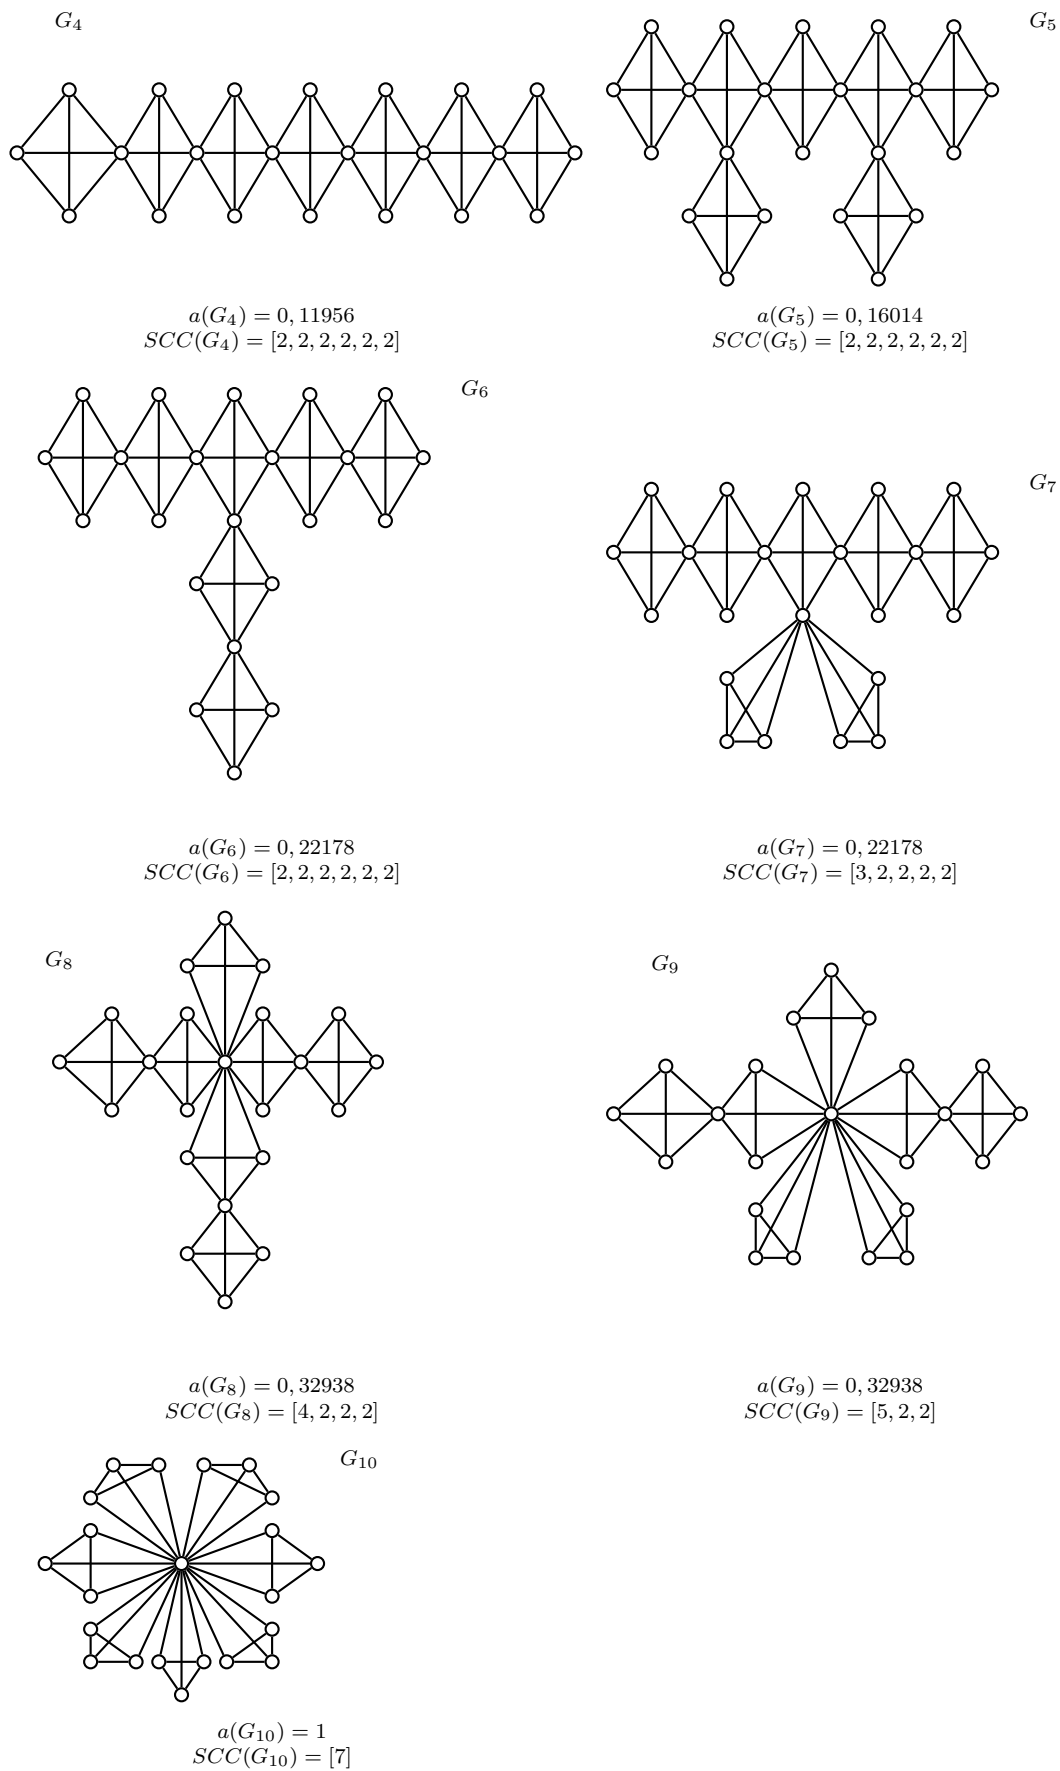 G₄
G₅
a(G₄) = 0, 11956
SCC(G₄) = [2, 2, 2, 2, 2, 2]
a(G₅) = 0, 16014
SCC(G₅) = [2, 2, 2, 2, 2, 2]
G₆
G₇
a(G₆) = 0, 22178
SCC(G₆) = [2, 2, 2, 2, 2, 2]
a(G₇) = 0, 22178
SCC(G₇) = [3, 2, 2, 2, 2]
G₈
G₉
a(G₈) = 0, 32938
SCC(G₈) = [4, 2, 2, 2]
a(G₉) = 0, 32938
SCC(G₉) = [5, 2, 2]
G₁₀
a(G₁₀) = 1
SCC(G₁₀) = [7]